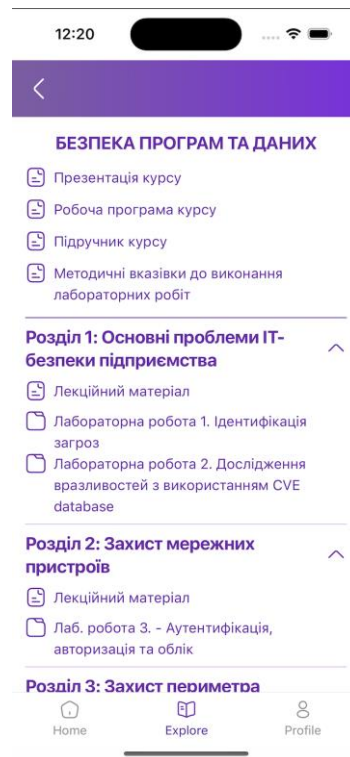 12:20
БЕЗПЕКА ПРОГРАМ ТА ДАНИХ
Презентація курсу
Робоча програма курсу
Підручник курсу
Методичні вказівки до виконання
лабораторних робіт
Розділ 1: Основні проблеми ІТ-
безпеки підприємства
Лекційний матеріал
Лабораторна робота 1. Ідентифікація
загроз
Лабораторна робота 2. Дослідження
вразливостей з використанням CVE
database
Розділ 2: Захист мережних
пристроїв
Лекційний матеріал
Лаб. робота 3. - Аутентифікація,
авторизація та облік
Розділ 3: Захист периметра
Home
Explore
Profile